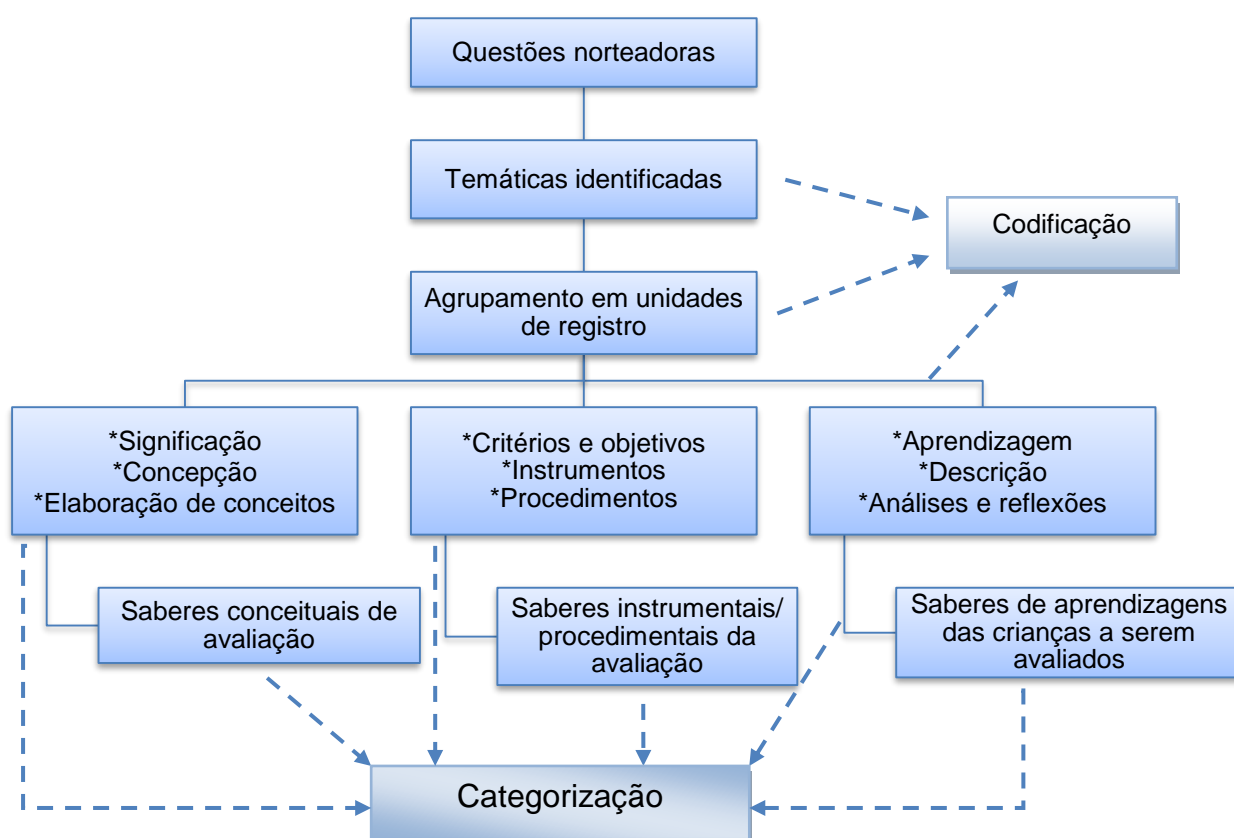 Questões norteadoras
Temáticas identificadas
Codificação
Agrupamento em unidades
de registro
*Significação
*Concepção
*Elaboração de conceitos
*Critérios e objetivos
*Instrumentos
*Procedimentos
*Aprendizagem
*Descrição
*Análises e reflexões
Saberes conceituais de
avaliação
Saberes instrumentais/
procedimentais da
avaliação
Saberes de aprendizagens
das crianças a serem
avaliados
Categorização